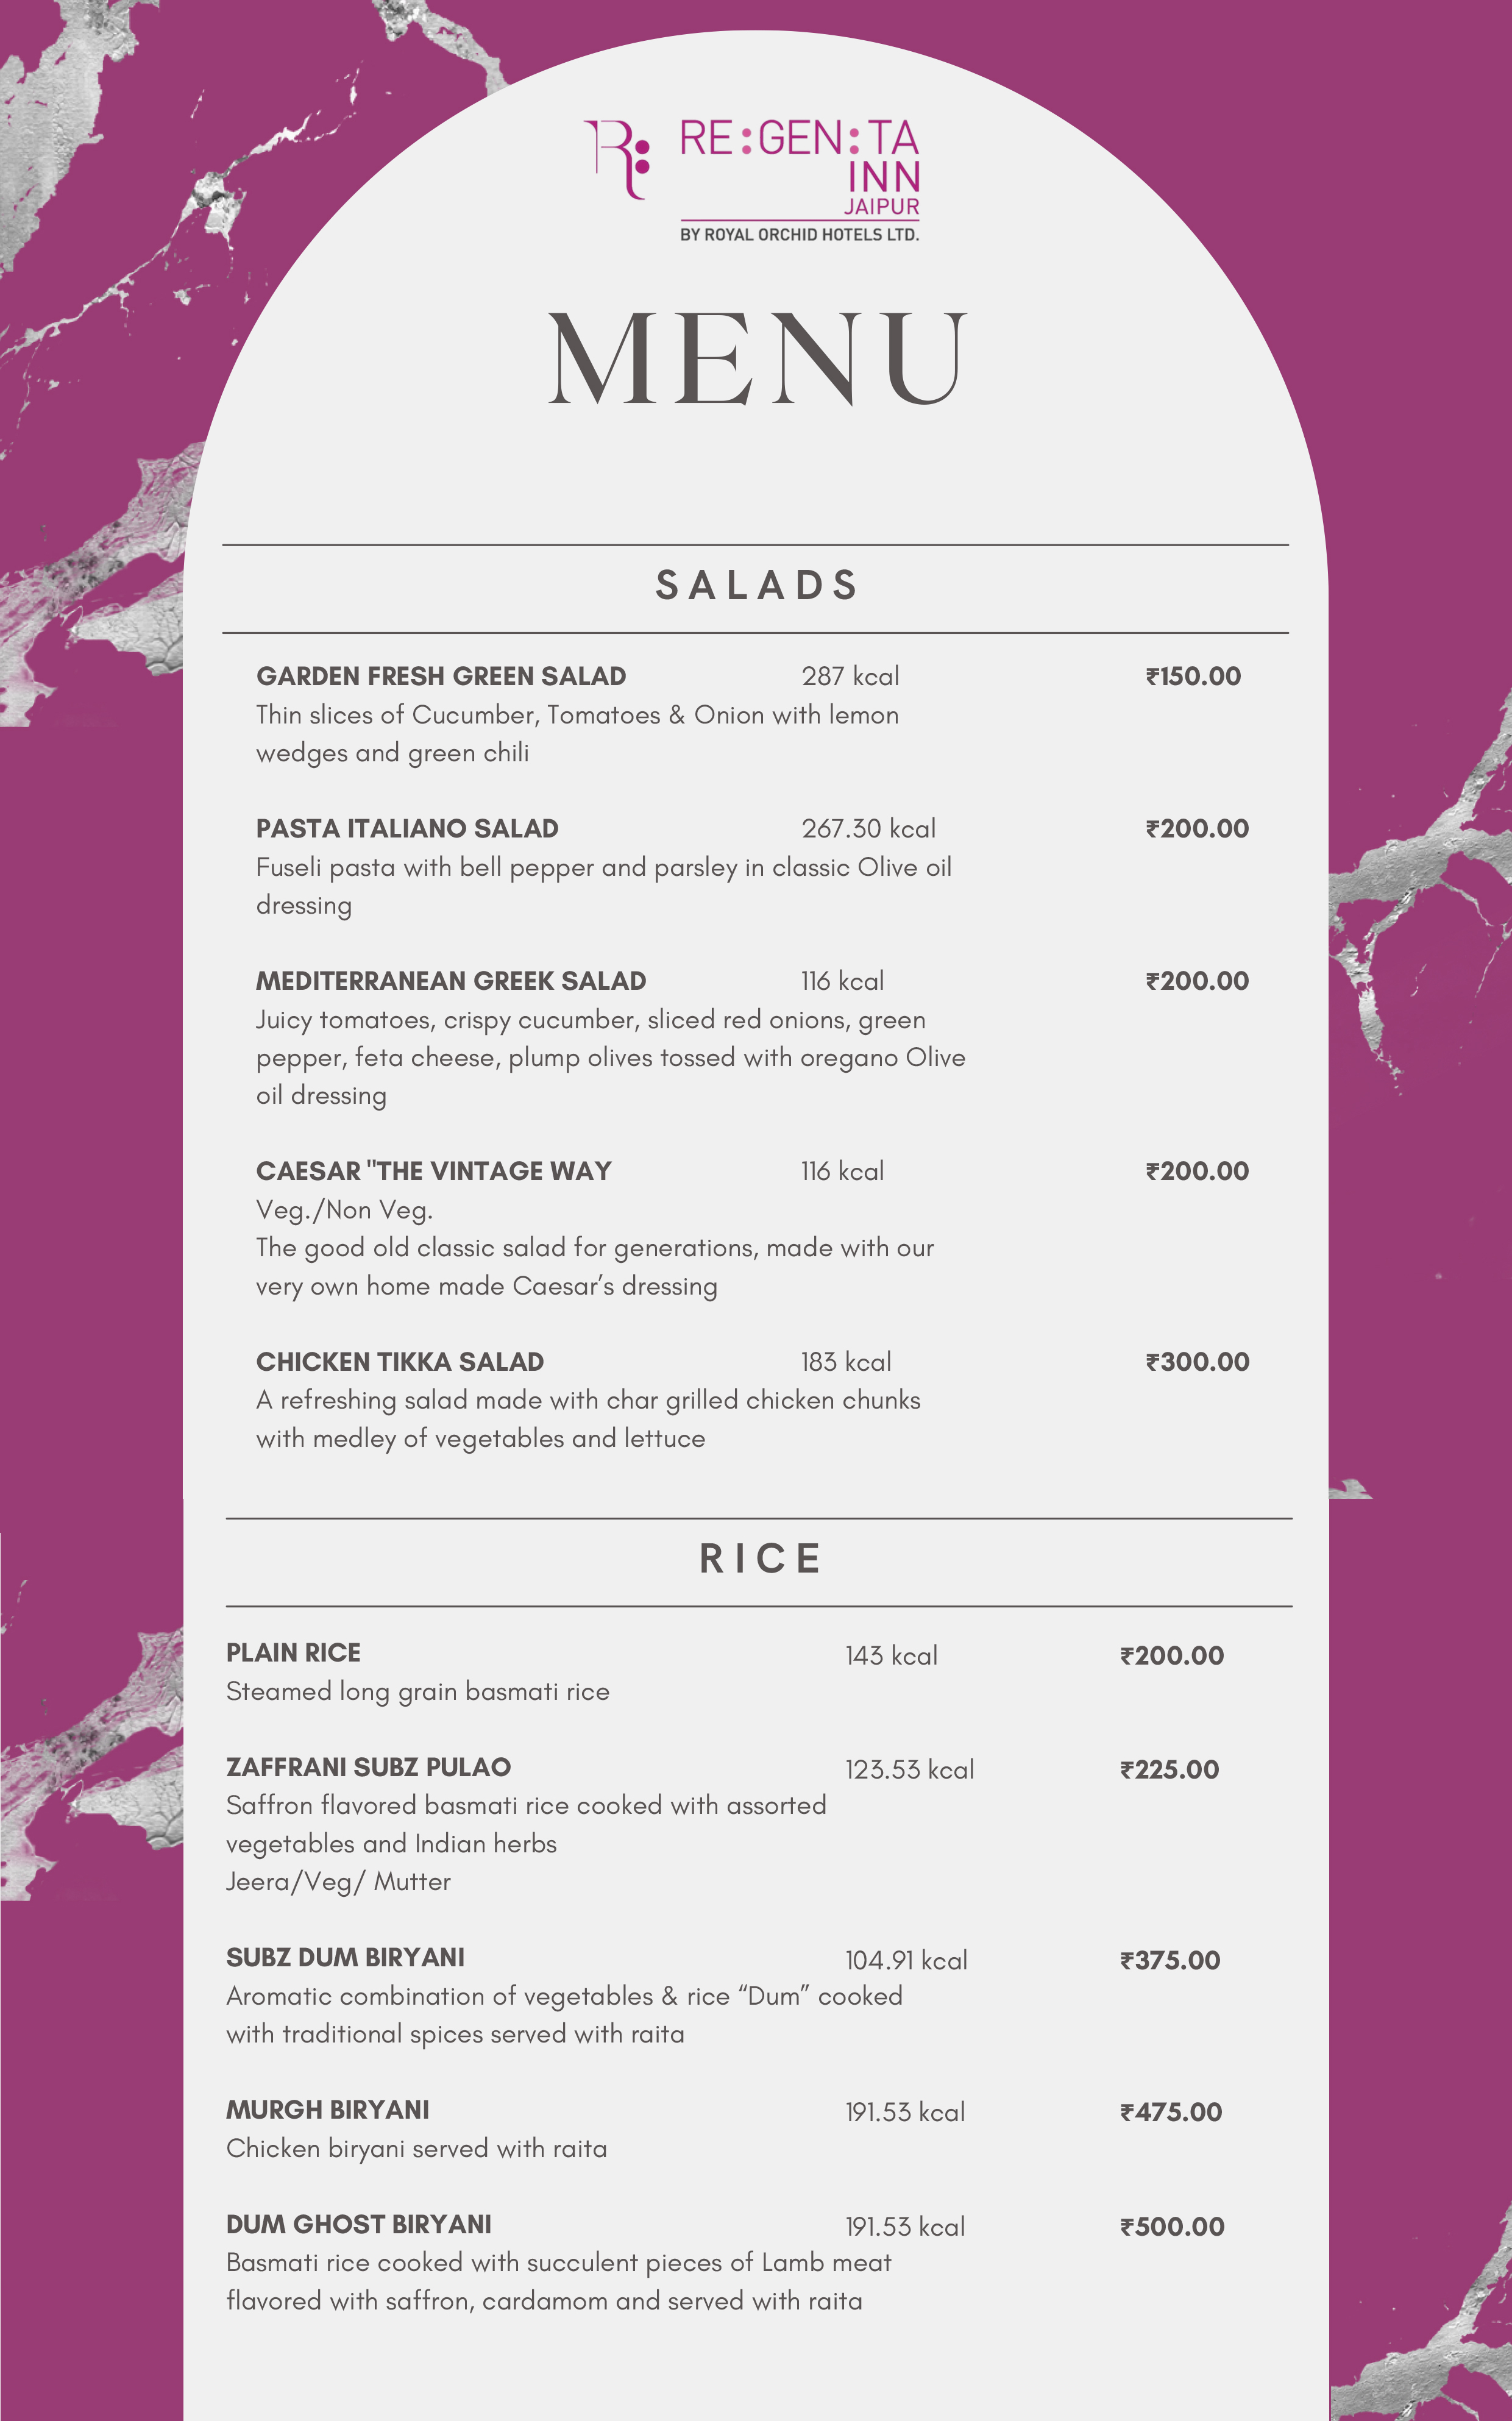 RE:GEN:TA
INN
JAIPUR
BY ROYAL ORCHID HOTELS LTD.
MENU
SALADS
GARDEN FRESH GREEN SALAD 287 kcal ₹150.00
Thin slices of Cucumber, Tomatoes & Onion with lemon
wedges and green chili
PASTA ITALIANO SALAD 267.30 kcal ₹200.00
Fuseli pasta with bell pepper and parsley in classic Olive oil
dressing
MEDITERRANEAN GREEK SALAD 116 kcal ₹200.00
Juicy tomatoes, crispy cucumber, sliced red onions, green
pepper, feta cheese, plump olives tossed with oregano Olive
oil dressing
CAESAR "THE VINTAGE WAY 116 kcal ₹200.00
Veg./Non Veg.
The good old classic salad for generations, made with our
very own home made Caesar’s dressing
CHICKEN TIKKA SALAD 183 kcal ₹300.00
A refreshing salad made with char grilled chicken chunks
with medley of vegetables and lettuce
RICE
PLAIN RICE 143 kcal ₹200.00
Steamed long grain basmati rice
ZAFFRANI SUBZ PULAO 123.53 kcal ₹225.00
Saffron flavored basmati rice cooked with assorted
vegetables and Indian herbs
Jeera/Veg/ Mutter
SUBZ DUM BIRYANI 104.91 kcal ₹375.00
Aromatic combination of vegetables & rice “Dum” cooked
with traditional spices served with raita
MURGH BIRYANI 191.53 kcal ₹475.00
Chicken biryani served with raita
DUM GHOST BIRYANI 191.53 kcal ₹500.00
Basmati rice cooked with succulent pieces of Lamb meat
flavored with saffron, cardamom and served with raita